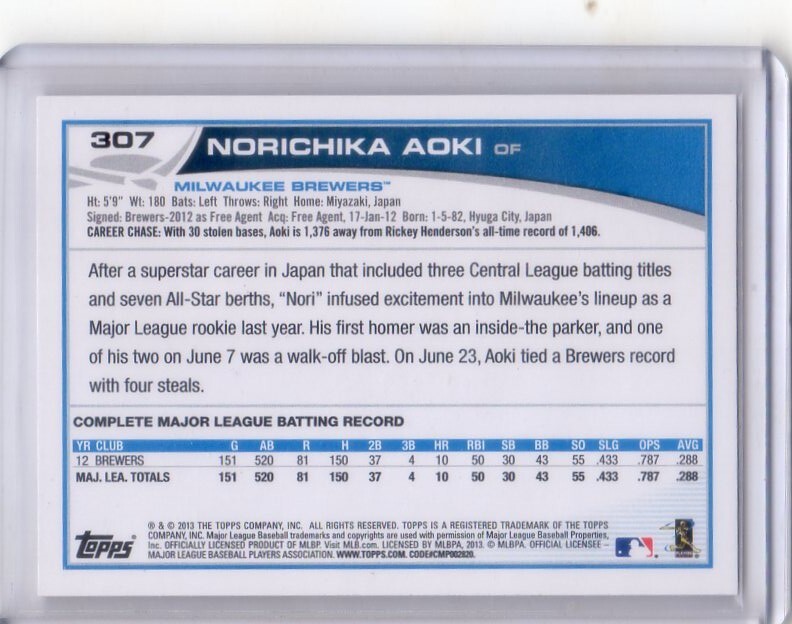 307
NORICHIKA AOKI OF
MILWAUKEE BREWERS™
Ht: 5'9" Wt: 180 Bats: Left Throws: Right Home: Miyazaki, Japan
Signed: Brewers-2012 as Free Agent Acq: Free Agent, 17-Jan-12 Born: 1-5-82, Hyuga City, Japan
CAREER CHASE: With 30 stolen bases, Aoki is 1,376 away from Rickey Henderson's all-time record of 1,406.
After a superstar career in Japan that included three Central League batting titles
and seven All-Star berths, “Nori” infused excitement into Milwaukee's lineup as a
Major League rookie last year. His first homer was an inside-the parker, and one
of his two on June 7 was a walk-off blast. On June 23, Aoki tied a Brewers record
with four steals.
COMPLETE MAJOR LEAGUE BATTING RECORD
YR CLUB G AB R H 2B 3B HR RBI SB BB SO SLG OPS AVG
12 BREWERS 151 520 81 150 37 4 10 50 30 43 55 .433 .787 .288
MAJ. LEA. TOTALS 151 520 81 150 37 4 10 50 30 43 55 .433 .787 .288
Topps®
® & © 2013 THE TOPPS COMPANY, INC. ALL RIGHTS RESERVED. TOPPS IS A REGISTERED TRADEMARK OF THE TOPPS
COMPANY, INC. Major League Baseball trademarks and copyrights are used with permission of Major League Baseball Properties,
Inc. OFFICIALLY LICENSED PRODUCT OF MLBP. Visit MLB.com. LICENSED BY MLBPA, 2013. © MLBPA. OFFICIAL LICENSEE –
MAJOR LEAGUE BASEBALL PLAYERS ASSOCIATION. WWW.TOPPS.COM. CODE#CMP002820.